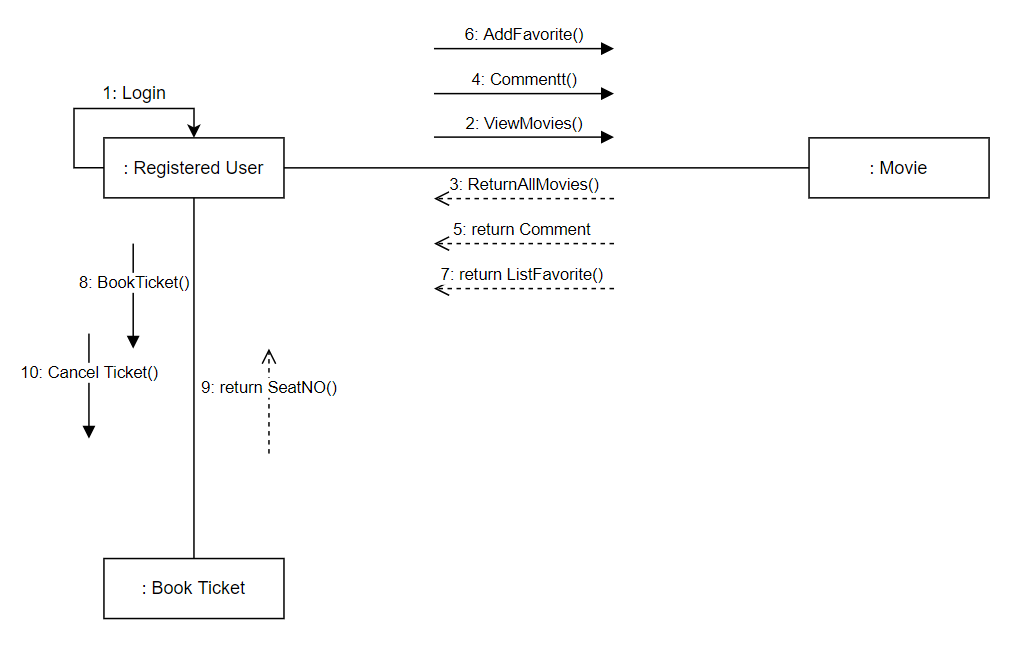 6: AddFavorite()
4: Commentt()
1: Login
2: ViewMovies()
: Registered User
: Movie
3: ReturnAllMovies()
5: return Comment
7: return ListFavorite()
8: BookTicket()
10: Cancel Ticket()
9: return SeatNO()
: Book Ticket